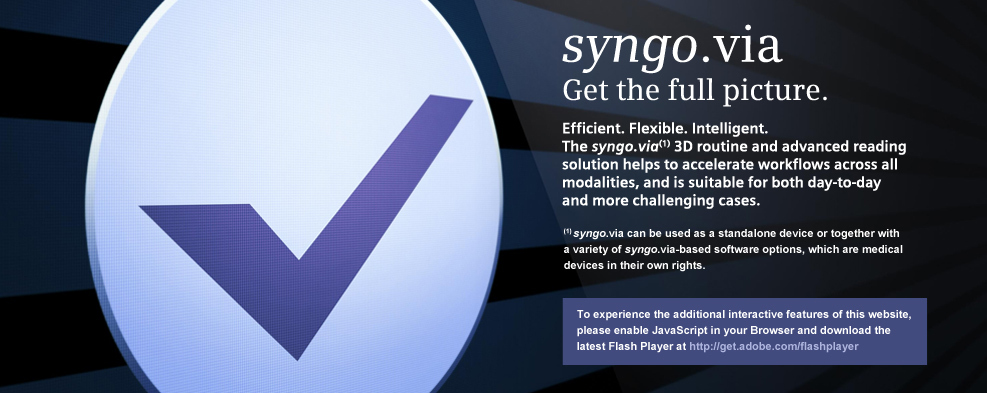 syngo.via
Get the full picture.
Efficient. Flexible. Intelligent.
The syngo.via(1) 3D routine and advanced reading
solution helps to accelerate workflows across all
modalities, and is suitable for both day-to-day
and more challenging cases.
(1) syngo.via can be used as a standalone device or together with
a variety of syngo.via-based software options, which are medical
devices in their own rights.
To experience the additional interactive features of this website,
please enable JavaScript in your Browser and download the
latest Flash Player at http://get.adobe.com/flashplayer